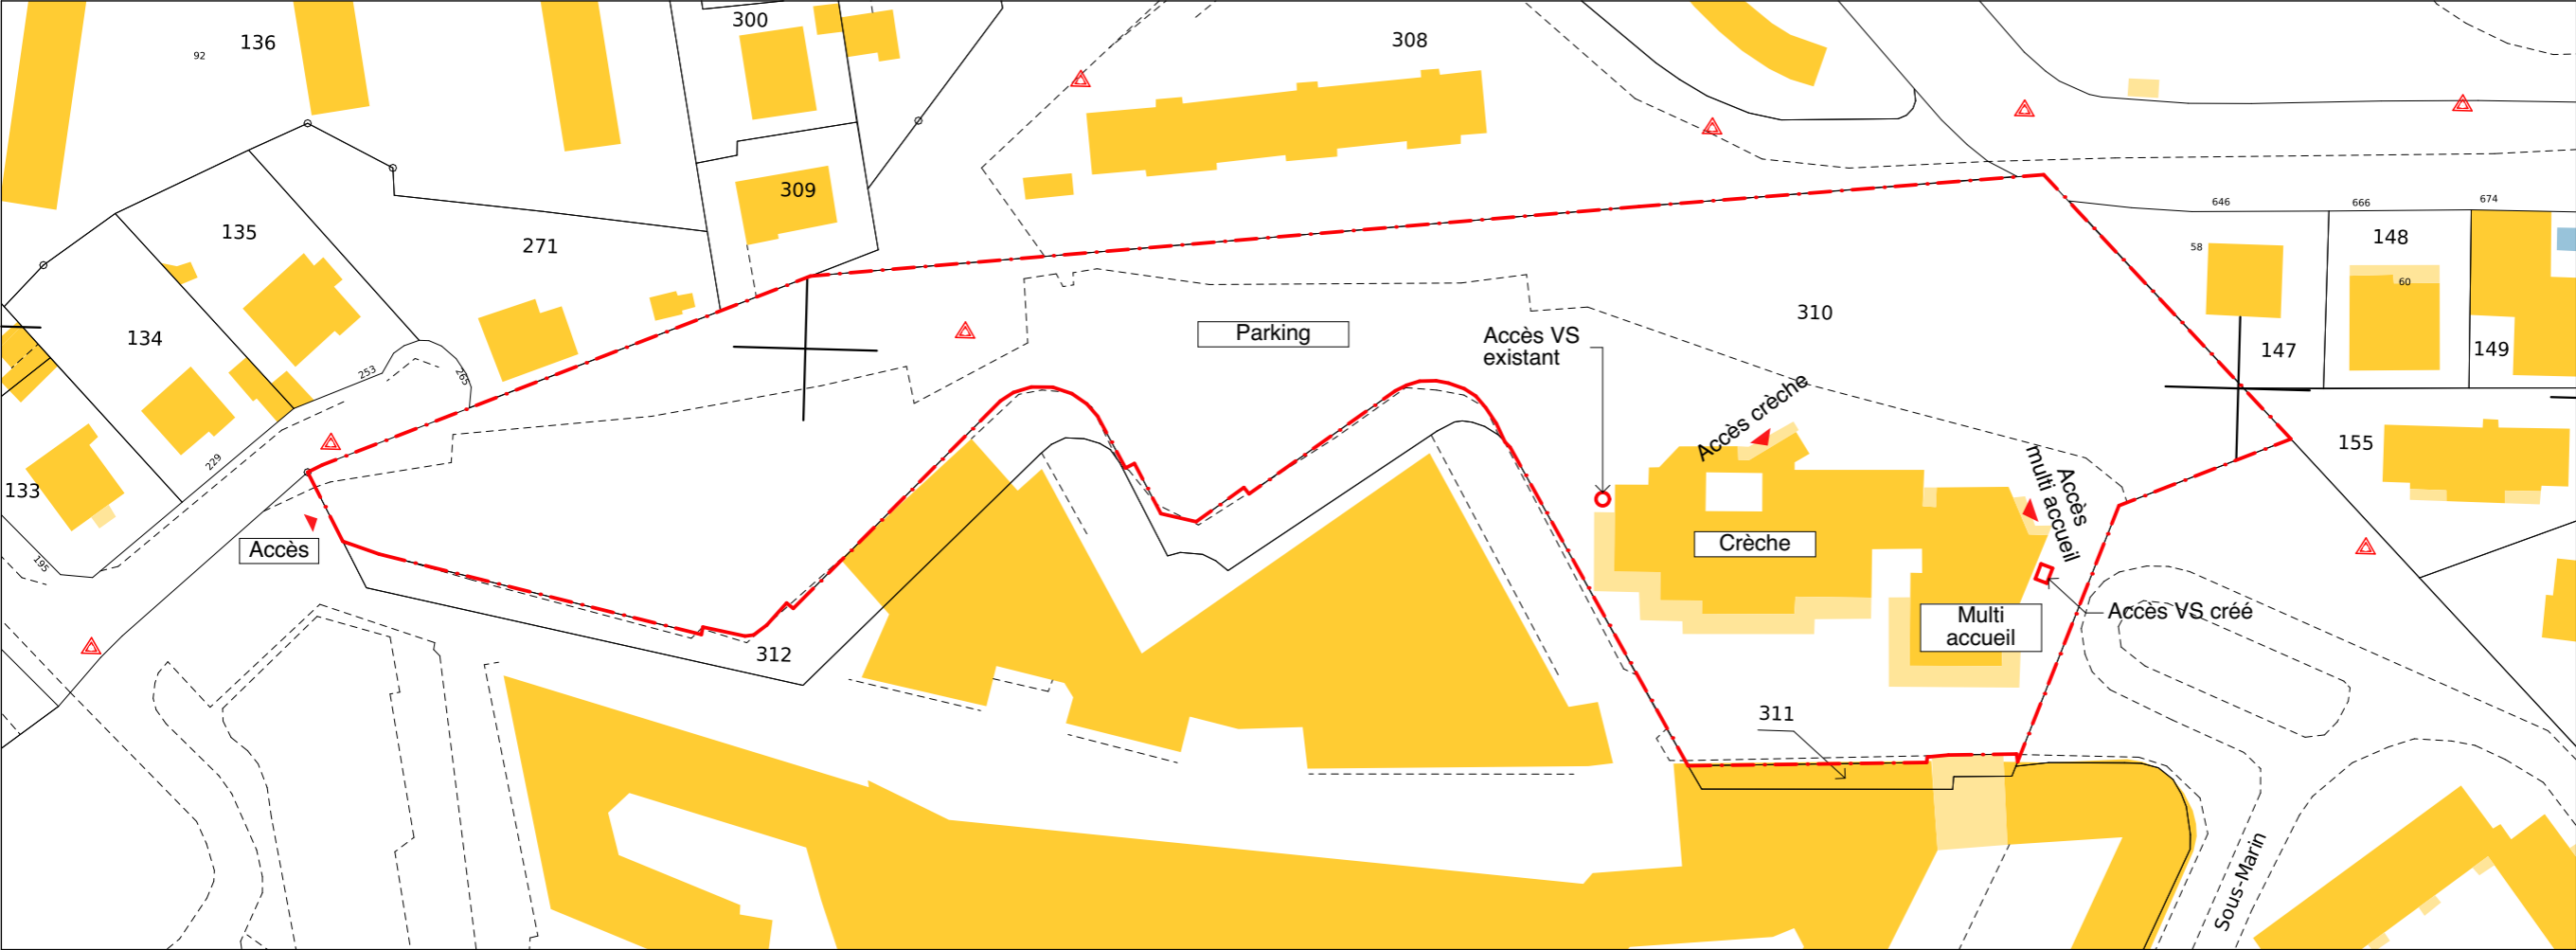 300
136
92
308
309
135
271
134
253
265
229
133
195
646
666
674
58
148
60
147
149
155
310
Parking
Accès VS
existant
Accès crèche
Accès
multi accueil
Crèche
Accès
Multi
accueil
Accès VS créé
312
311
Sous-Marin